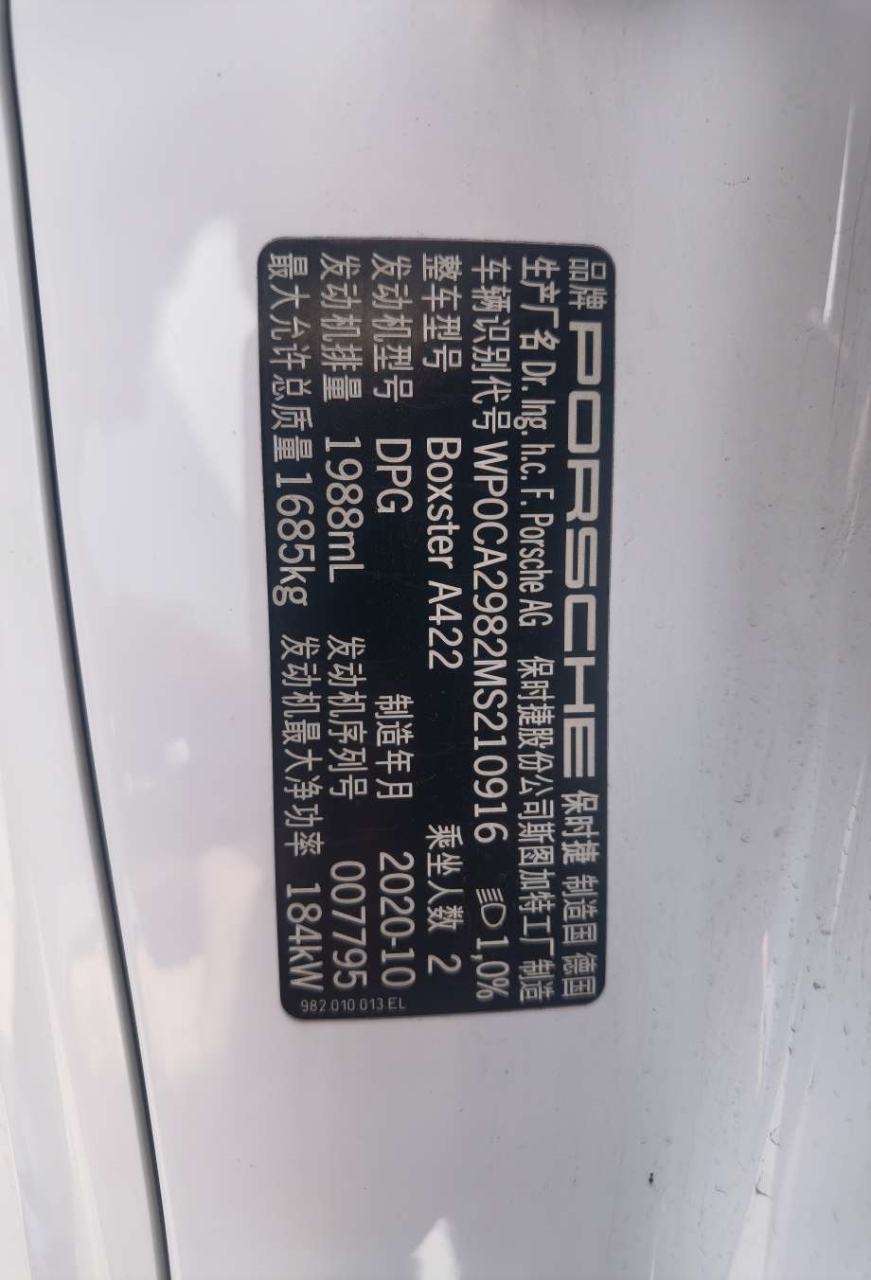 品牌 PORSCHE 保时捷 制造国 德国
生产厂名 Dr. Ing. h.c. F. Porsche AG 保时捷股份公司斯图加特工厂 制造
车辆识别代号 WP0CA2982MS210916 1,0%
整车型号 Boxster A422 乘坐人数 2
发动机型号 DPG 制造年月 2020-10
发动机排量 1988mL 发动机序列号 007795
最大允许总质量 1685kg 发动机最大净功率 184kW
982.010.013 EL